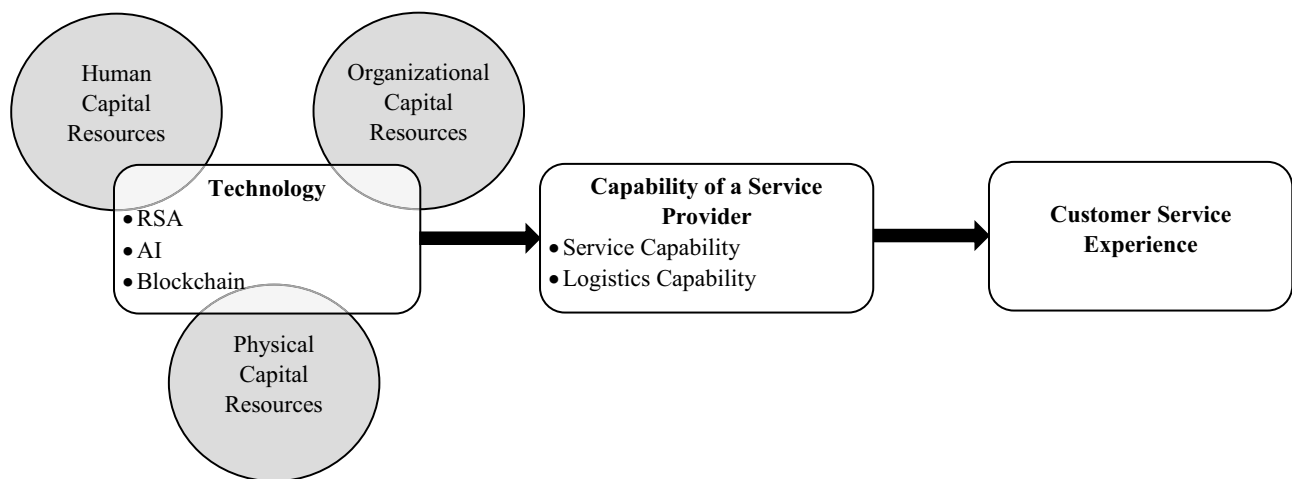 Human
Capital
Resources
Organizational
Capital
Resources
Technology
• RSA
• AI
• Blockchain
Physical
Capital
Resources
Capability of a Service
Provider
• Service Capability
• Logistics Capability
Customer Service
Experience